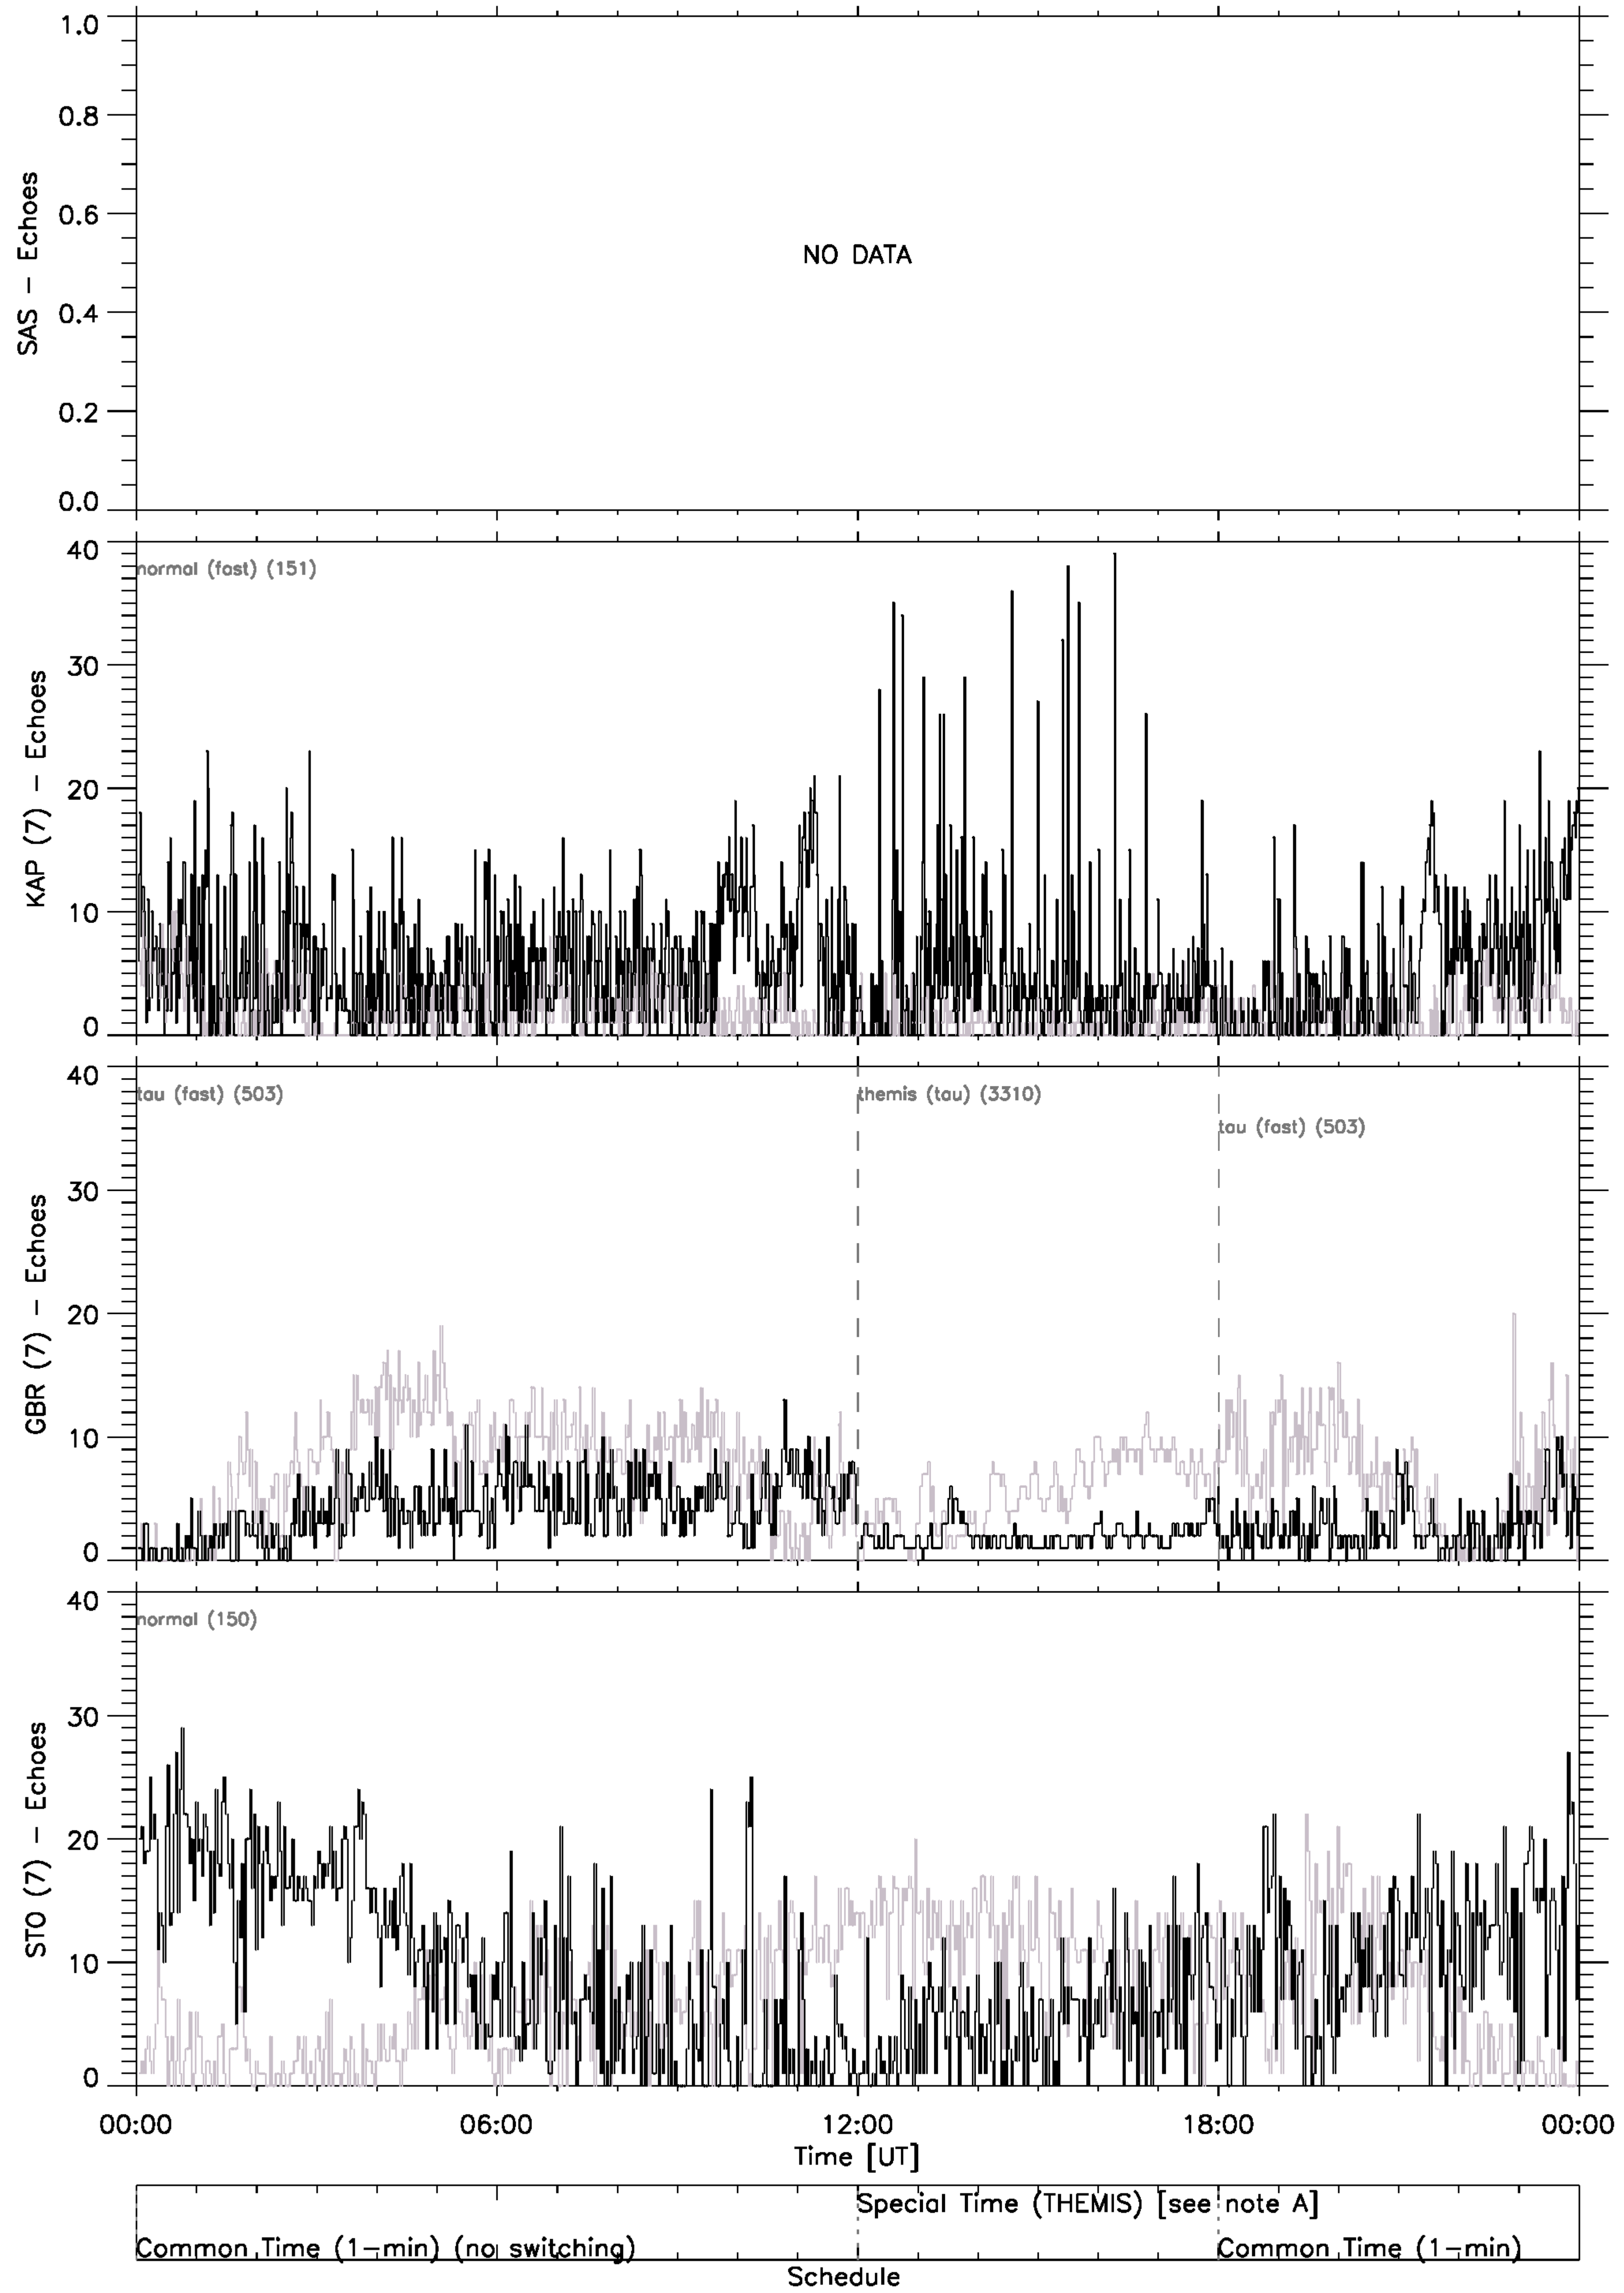 1.0
0.8
0.6
0.4
0.2
0.0
SAS - Echoes
NO DATA
40
30
20
10
0
KAP (7) - Echoes
normal (fast) (151)
40
30
20
10
0
GBR (7) - Echoes
tau (fast) (503)
themis (tau) (3310)
tau (fast) (503)
40
30
20
10
0
STO (7) - Echoes
normal (150)
00:00 06:00 12:00 18:00 00:00
Time [UT]
Special Time (THEMIS) [see note A]
Common Time (1-min) (no switching) Common Time (1-min)
Schedule